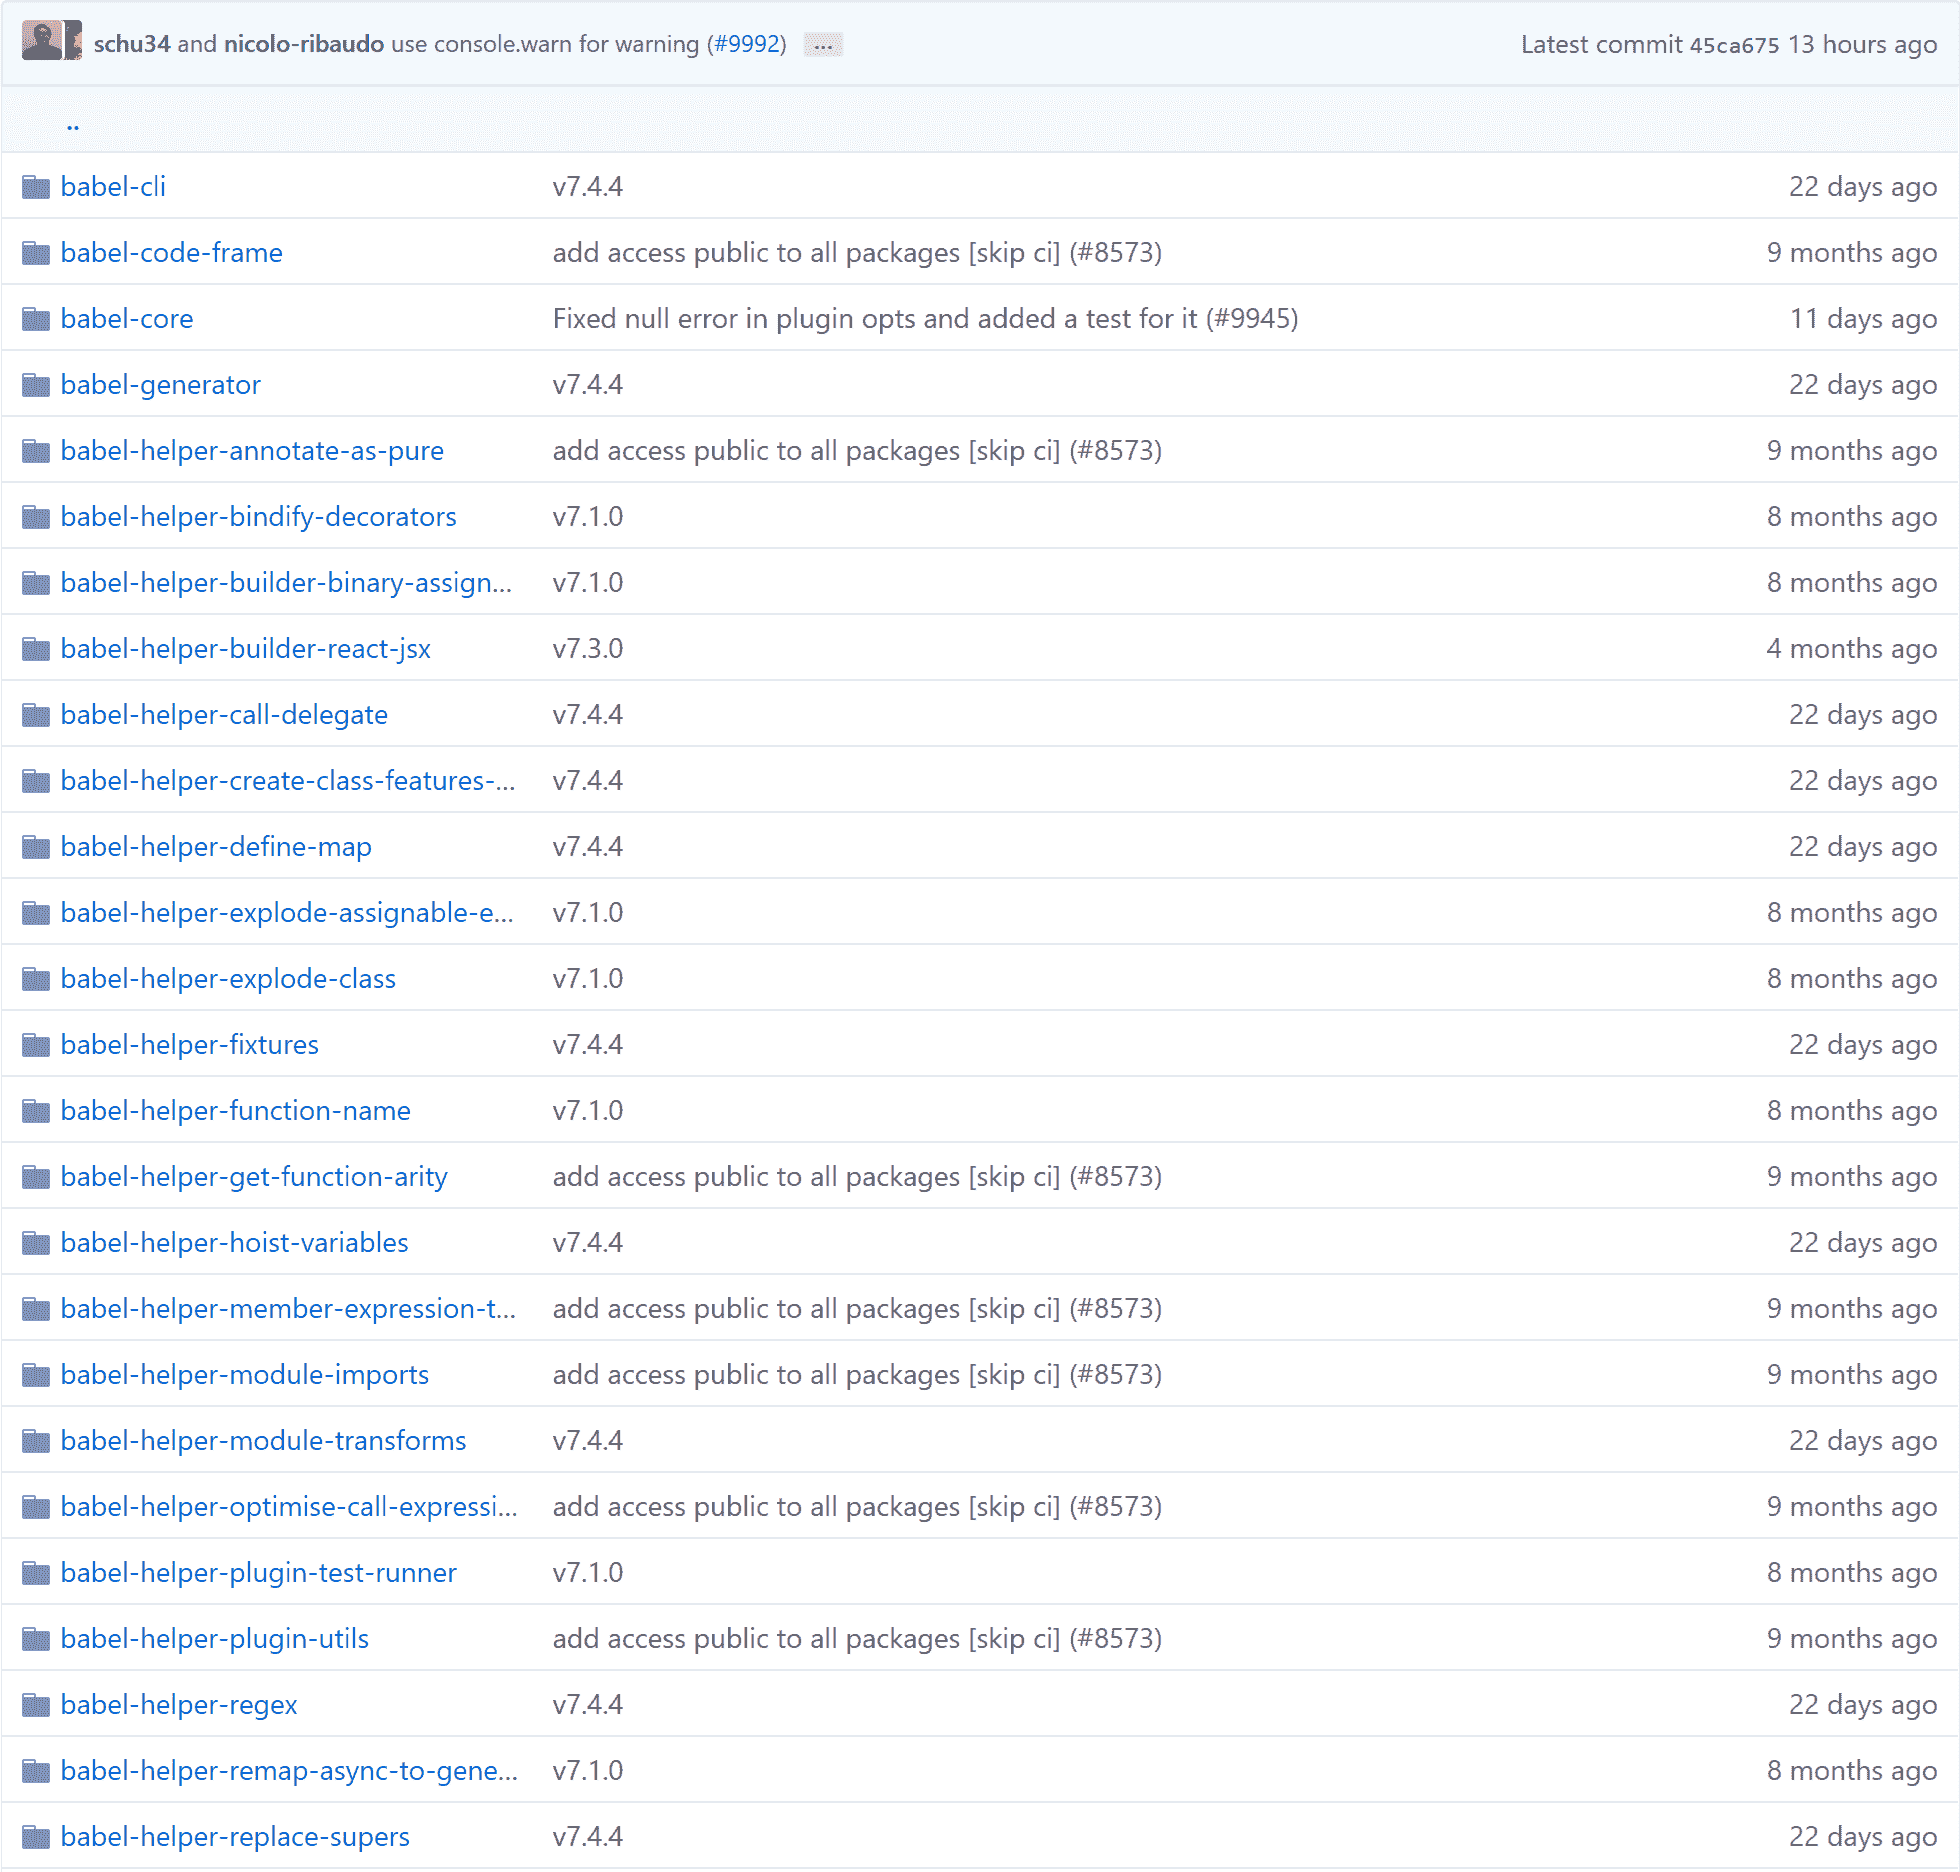 schu34 and nicolo-ribaudo use console.warn for warning (#9992) ... Latest commit 45ca675 13 hours ago
..
babel-cli v7.4.4 22 days ago
babel-code-frame add access public to all packages [skip ci] (#8573) 9 months ago
babel-core Fixed null error in plugin opts and added a test for it (#9945) 11 days ago
babel-generator v7.4.4 22 days ago
babel-helper-annotate-as-pure add access public to all packages [skip ci] (#8573) 9 months ago
babel-helper-bindify-decorators v7.1.0 8 months ago
babel-helper-builder-binary-assign... v7.1.0 8 months ago
babel-helper-builder-react-jsx v7.3.0 4 months ago
babel-helper-call-delegate v7.4.4 22 days ago
babel-helper-create-class-features-... v7.4.4 22 days ago
babel-helper-define-map v7.4.4 22 days ago
babel-helper-explode-assignable-e... v7.1.0 8 months ago
babel-helper-explode-class v7.1.0 8 months ago
babel-helper-fixtures v7.4.4 22 days ago
babel-helper-function-name v7.1.0 8 months ago
babel-helper-get-function-arity add access public to all packages [skip ci] (#8573) 9 months ago
babel-helper-hoist-variables v7.4.4 22 days ago
babel-helper-member-expression-t... add access public to all packages [skip ci] (#8573) 9 months ago
babel-helper-module-imports add access public to all packages [skip ci] (#8573) 9 months ago
babel-helper-module-transforms v7.4.4 22 days ago
babel-helper-optimise-call-expressi... add access public to all packages [skip ci] (#8573) 9 months ago
babel-helper-plugin-test-runner v7.1.0 8 months ago
babel-helper-plugin-utils add access public to all packages [skip ci] (#8573) 9 months ago
babel-helper-regex v7.4.4 22 days ago
babel-helper-remap-async-to-gene... v7.1.0 8 months ago
babel-helper-replace-supers v7.4.4 22 days ago